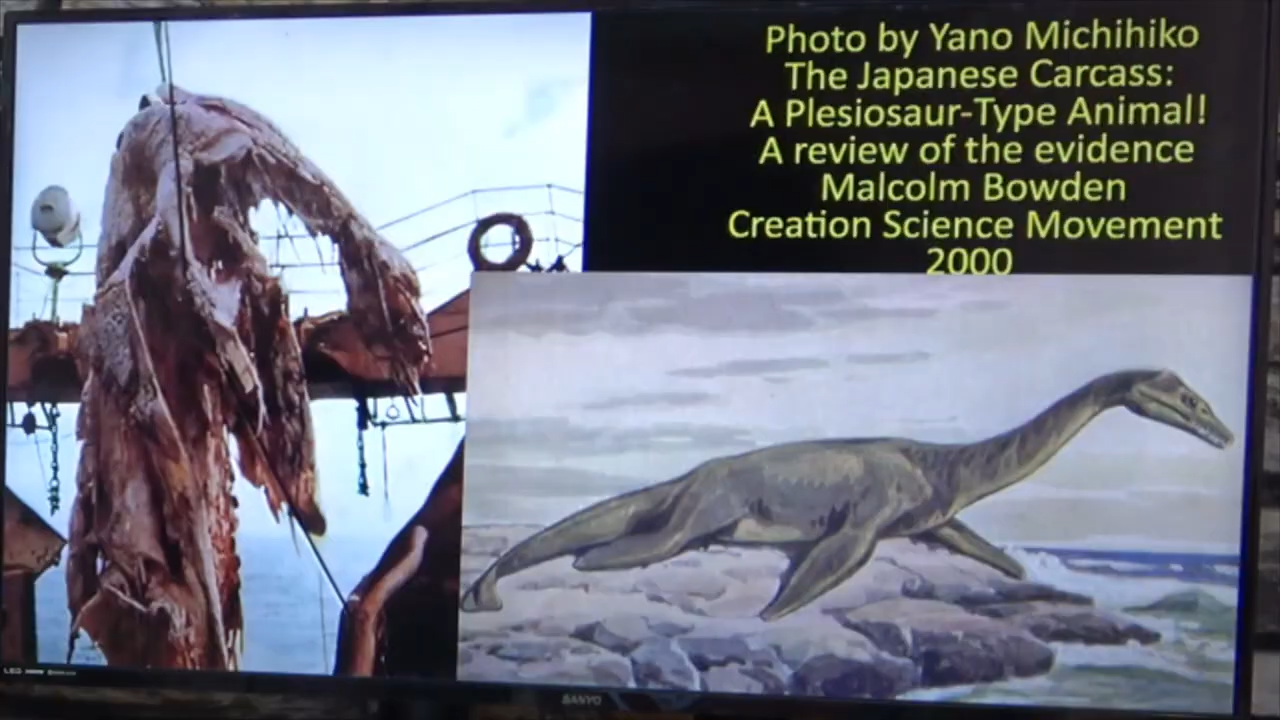 Photo by Yano Michihiko
The Japanese Carcass:
A Plesiosaur-Type Animal!
A review of the evidence
Malcolm Bowden
Creation Science Movement
2000
LED
SANYO